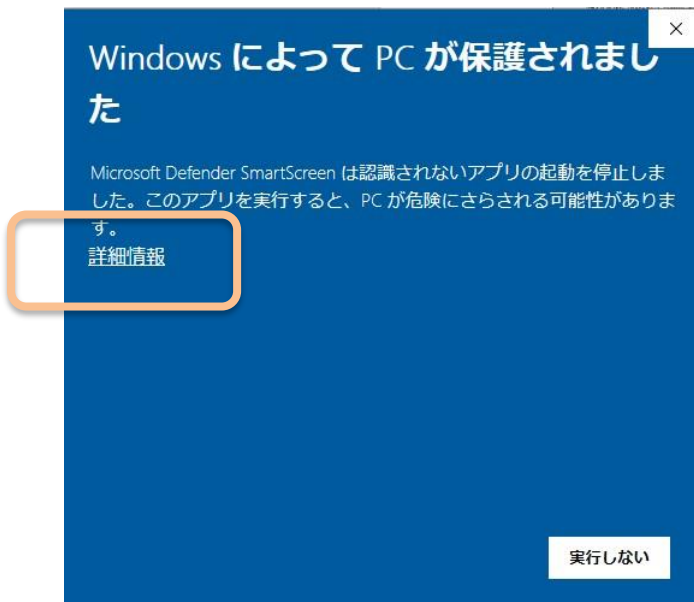 Windows によって PC が保護されまし
た
Microsoft Defender SmartScreen は認識されないアプリの起動を停止しま
した。このアプリを実行すると、PC が危険にさらされる可能性がありま
す。
詳細情報
実行しない